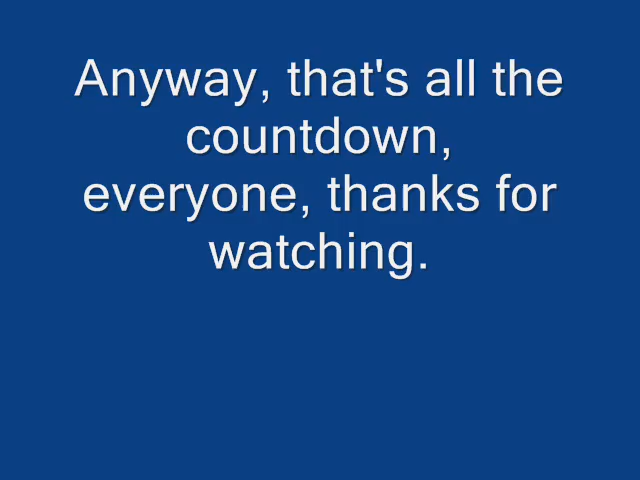 Anyway, that's all the
countdown,
everyone, thanks for
watching.